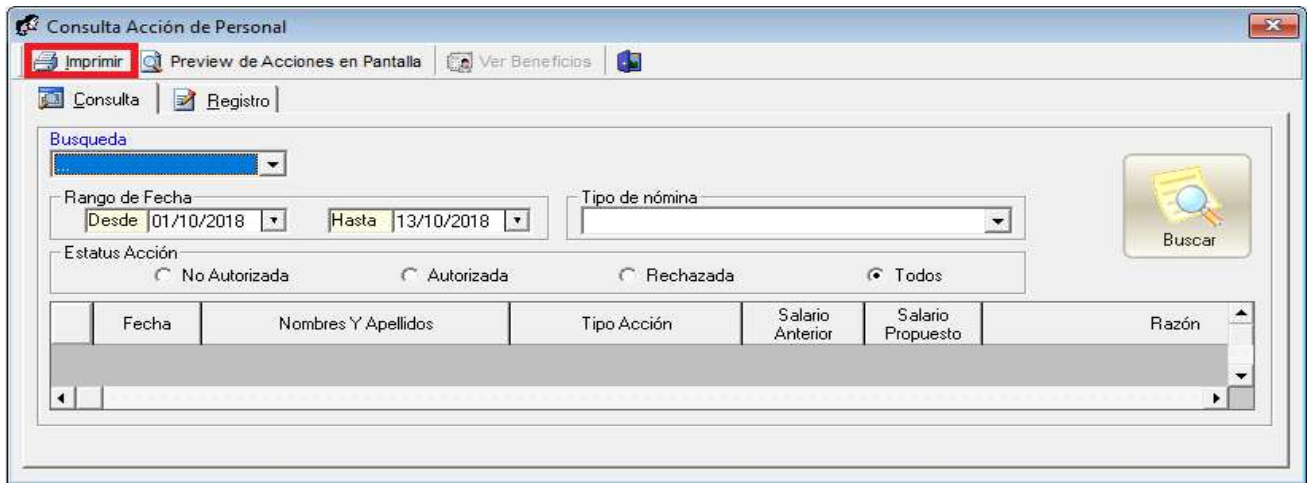 Consulta Acción de Personal
Imprimir Preview de Acciones en Pantalla Ver Beneficios
Consulta Registro
Busqueda
...
Rango de Fecha Tipo de nómina
Desde 01/10/2018 Hasta 13/10/2018
Buscar
Estatus Acción
No Autorizada Autorizada Rechazada Todos
Fecha Nombres Y Apellidos Tipo Acción Salario Anterior Salario Propuesto Razón